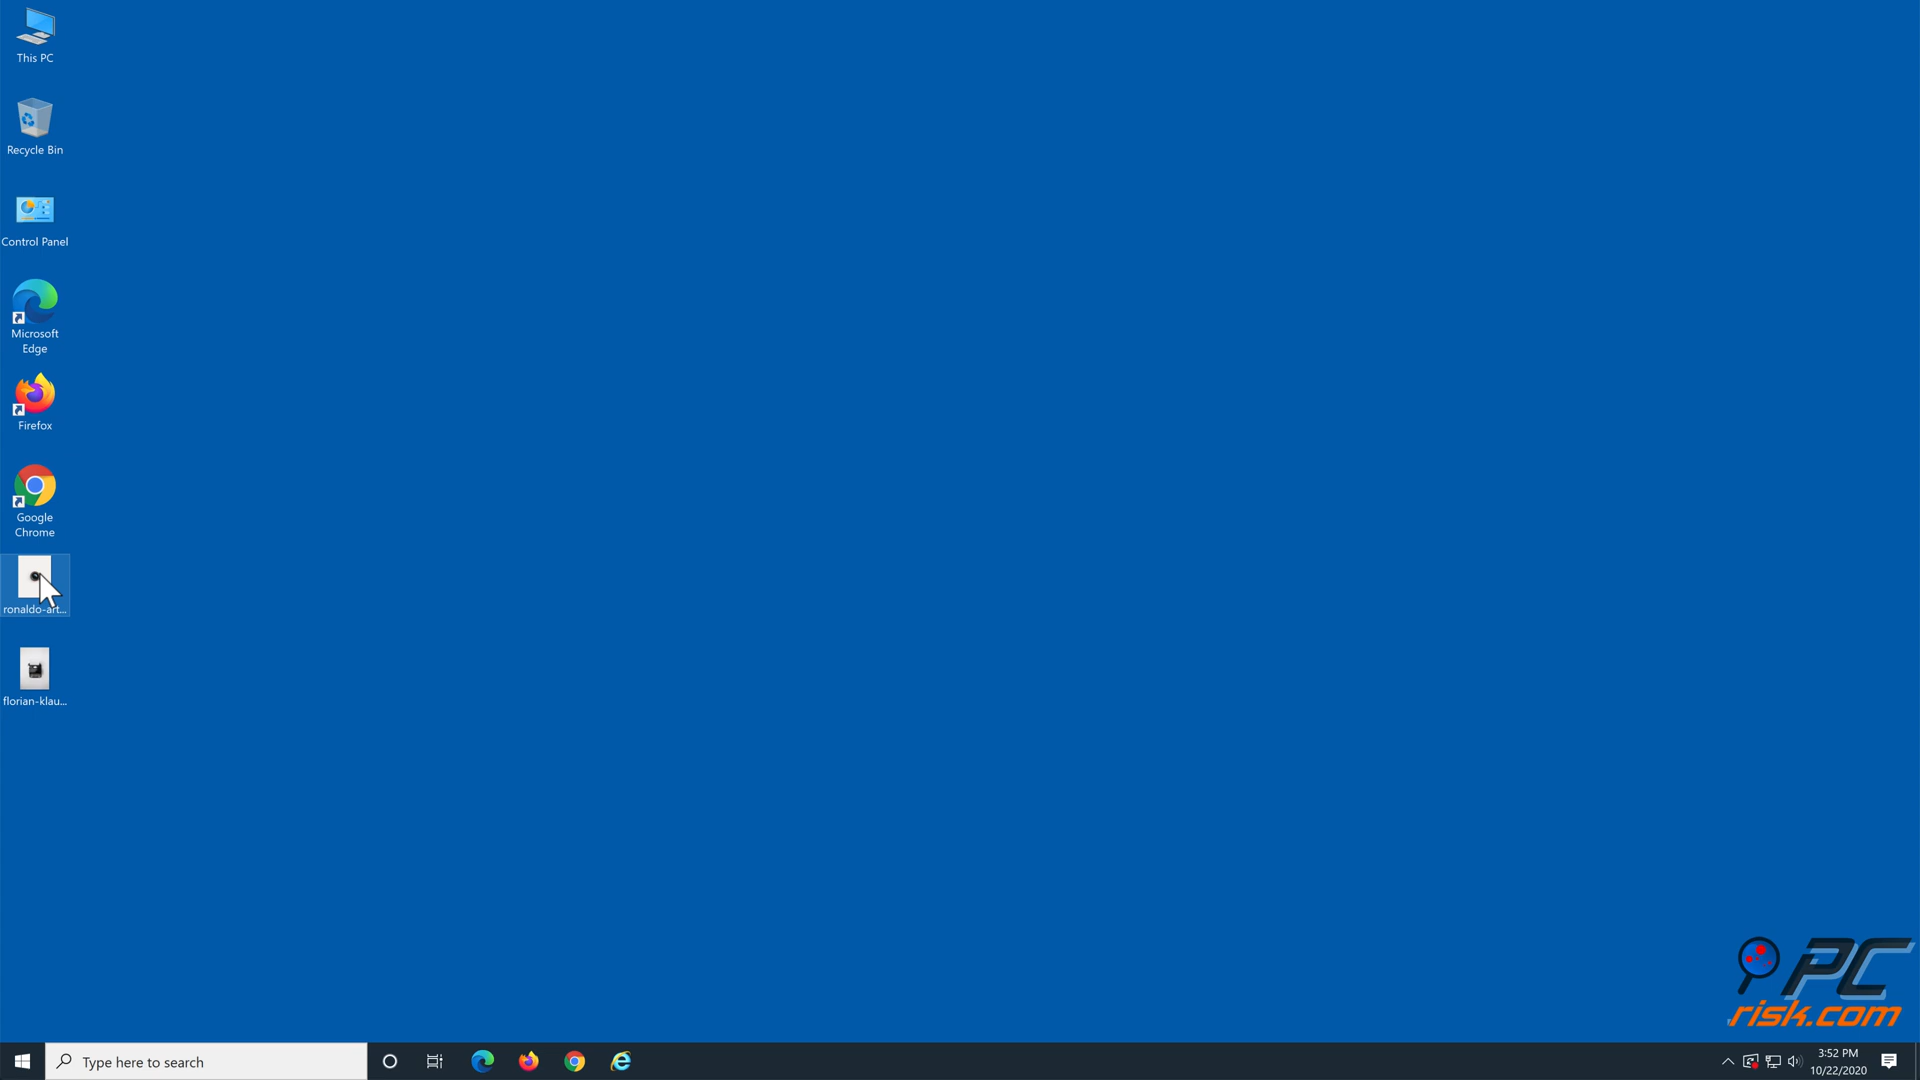 This PC
Recycle Bin
Control Panel
Microsoft
Edge
Firefox
Google
Chrome
ronaldo-art...
florian-klau...
PC
risk.com
Type here to search
3:52 PM
10/22/2020